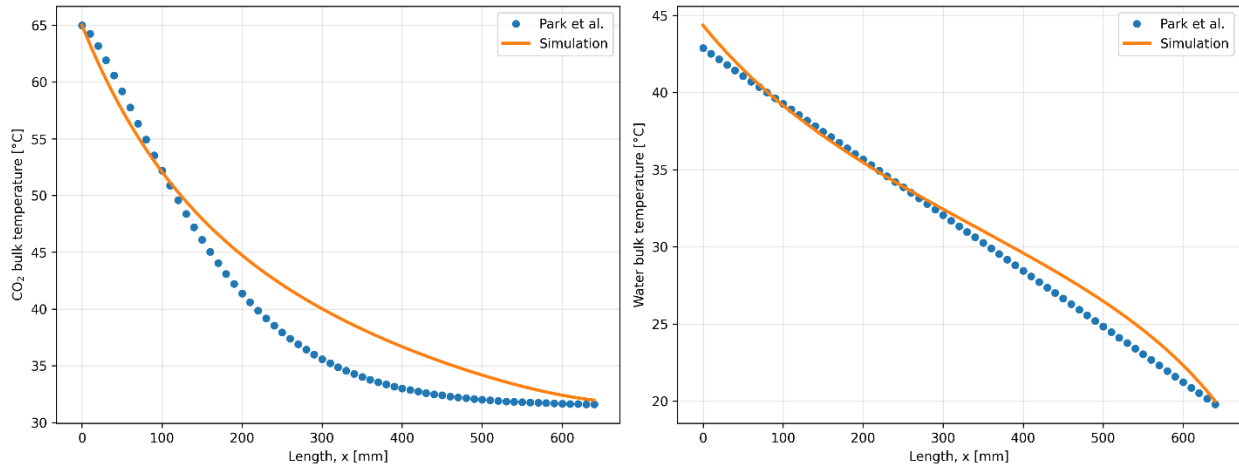 Park et al.
Simulation
65
60
55
50
45
40
35
30
CO₂ bulk temperature [°C]
0 100 200 300 400 500 600
Length, x [mm]
Park et al.
Simulation
45
40
35
30
25
20
Water bulk temperature [°C]
0 100 200 300 400 500 600
Length, x [mm]